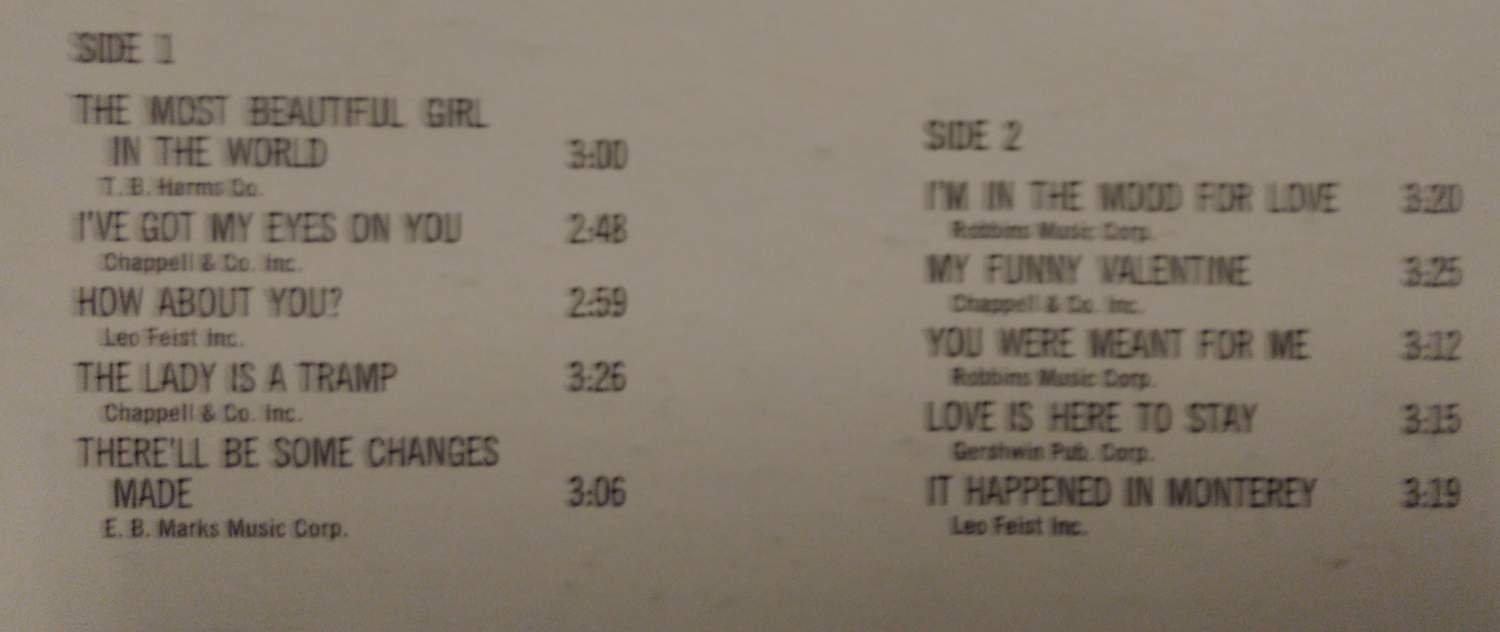 SIDE 1
THE MOST BEAUTIFUL GIRL
IN THE WORLD 3:00
T. B. Harms Co.
I'VE GOT MY EYES ON YOU 2:48
Chappell & Co. Inc.
HOW ABOUT YOU? 2:59
Leo Feist Inc.
THE LADY IS A TRAMP 3:26
Chappell & Co. Inc.
THERE'LL BE SOME CHANGES
MADE 3:06
E. B. Marks Music Corp.
SIDE 2
I'M IN THE MOOD FOR LOVE 3:20
Robbins Music Corp.
MY FUNNY VALENTINE 3:25
Chappell & Co. Inc.
YOU WERE MEANT FOR ME 3:12
Robbins Music Corp.
LOVE IS HERE TO STAY 3:15
Gershwin Pub. Corp.
IT HAPPENED IN MONTEREY 3:19
Leo Feist Inc.